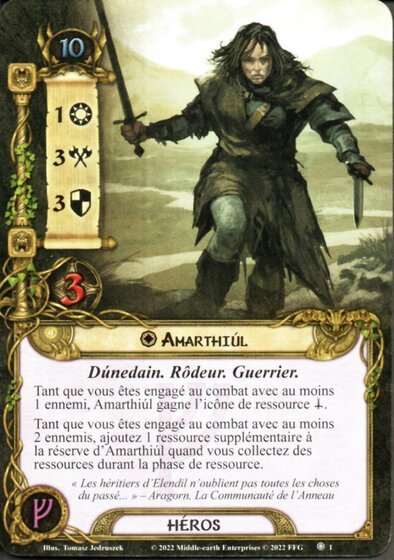 10
1
3
3
3
Amarthiúl
Dúnedain. Rôdeur. Guerrier.
Tant que vous êtes engagé au combat avec au moins
1 ennemi, Amarthiúl gagne l'icône de ressource .
Tant que vous êtes engagé au combat avec au moins
2 ennemis, ajoutez 1 ressource supplémentaire à
la réserve d'Amarthiúl quand vous collectez des
ressources durant la phase de ressource.
« Les héritiers d'Elendil n'oublient pas toutes les choses
du passé... » – Aragorn, La Communauté de l'Anneau
HÉROS
Illus. Tomasz Jedruszek © 2022 Middle-earth Enterprises © 2022 FFG 1